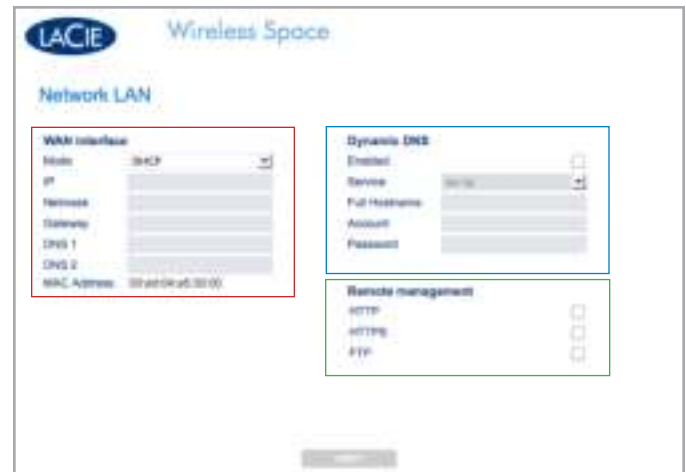 LACIE
Wireless Space
Network LAN
WAN interface
Mode DHCP
IP
Netmask
Gateway
DNS 1
DNS 2
MAC Address
Dynamic DNS
Enabled
Service
Full Hostname
Account
Password
Remote management
HTTP
HTTPS
FTP